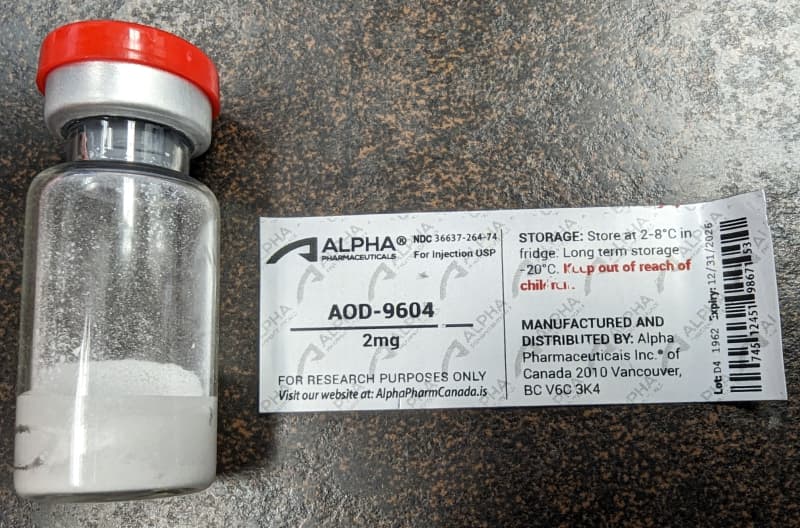 ALPHA®
PHARMACEUTICALS
NDC 36637-264-74
For Injection USP
AOD-9604
2mg
FOR RESEARCH PURPOSES ONLY
Visit our website at: AlphaPharmCanada.is
STORAGE: Store at 2-8°C in
fridge. Long term storage
-20°C. Keep out of reach of
MANUFACTURED AND
DISTRIBUTED BY: Alpha
Pharmaceuticals Inc.® of
Canada 2010 Vancouver,
BC V6C 3K4
Lot: D4 1962 Expiry: 12/31/2026